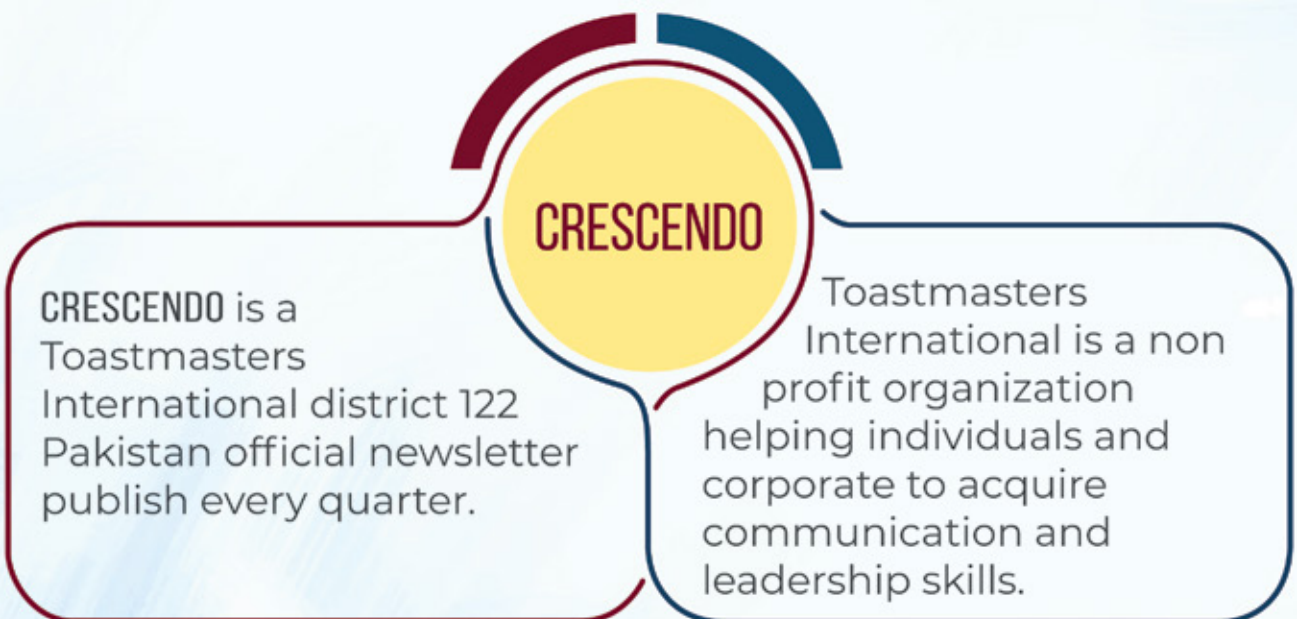 CRESCENDO
CRESCENDO is a
Toastmasters
International district 122
Pakistan official newsletter
publish every quarter.
Toastmasters
International is a non
profit organization
helping individuals and
corporate to acquire
communication and
leadership skills.